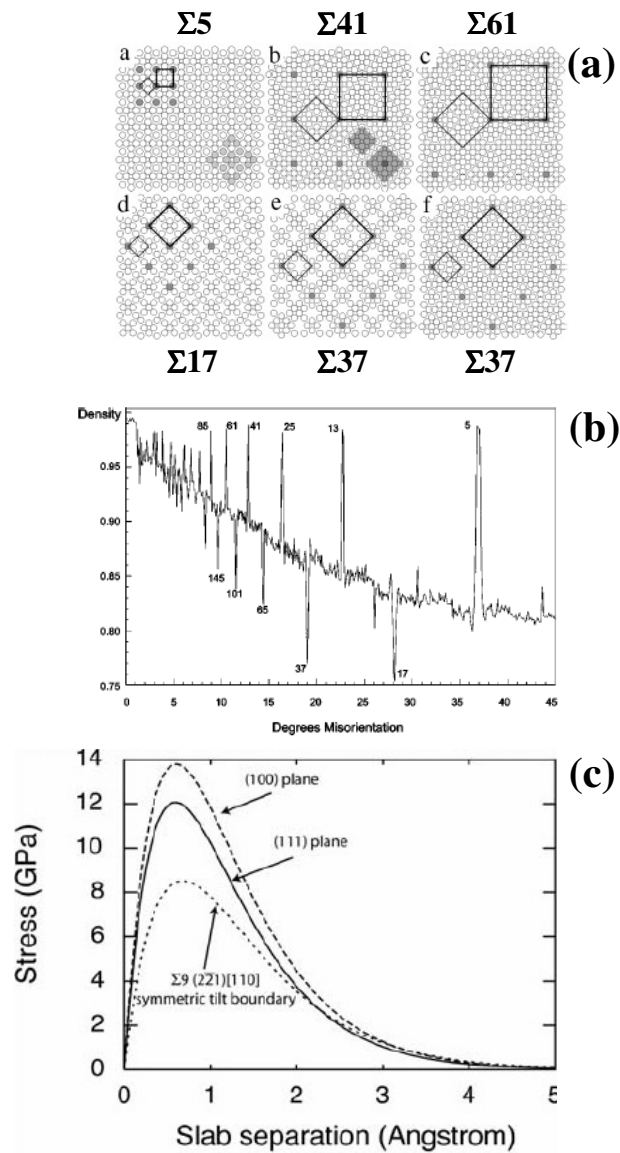 Σ5 Σ41 Σ61
a b c (a)
d e f
Σ17 Σ37 Σ37
Density (b)
85 61 41 25 13 5
0.95
0.90
0.85
145
101
65
0.80
37
17
0.75
0 5 10 15 20 25 30 35 40 45
Degrees Misorientation
14 (c)
(100) plane
12
(111) plane
10
8
6
4
Σ9 (221)[110]
symmetric tilt boundary
2
0
0 1 2 3 4 5
Stress (GPa)
Slab separation (Angstrom)